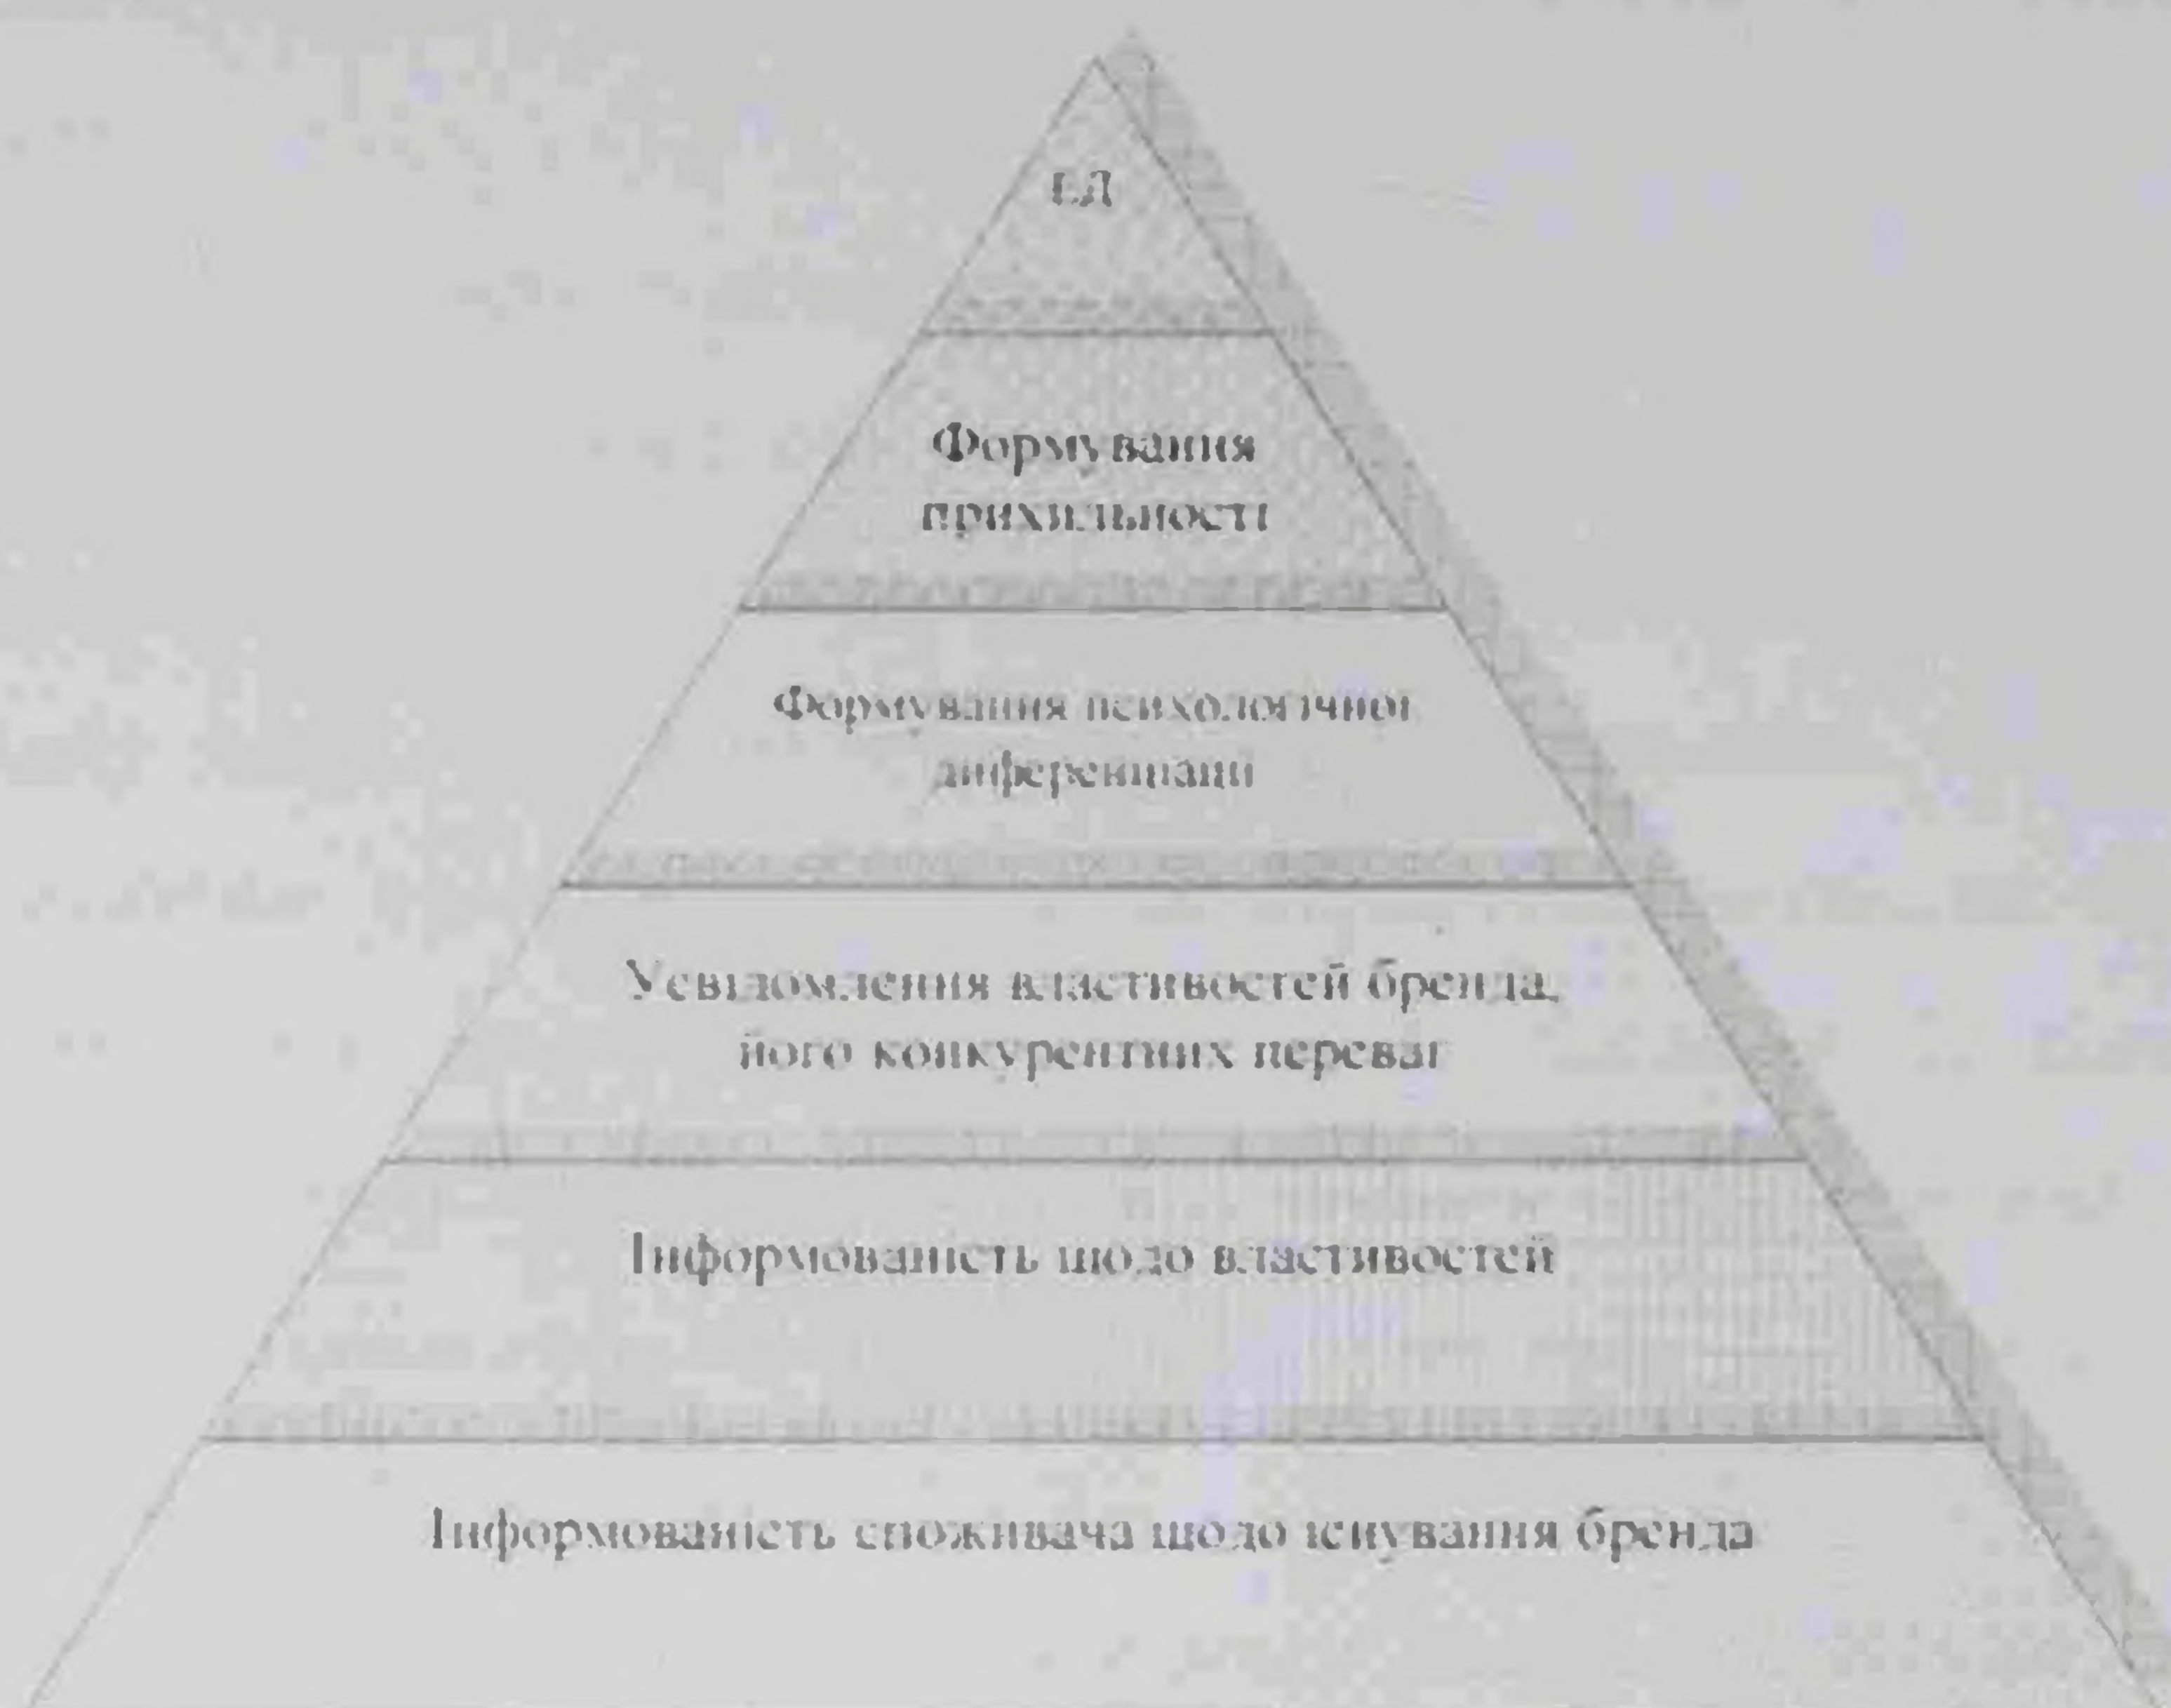 Формування
прихильності
Формування психологічної
диференціації
Усвідомлення властивостей бренда,
його конкурентних переваг
Інформованість щодо властивостей
Інформованість споживача щодо існування бренда